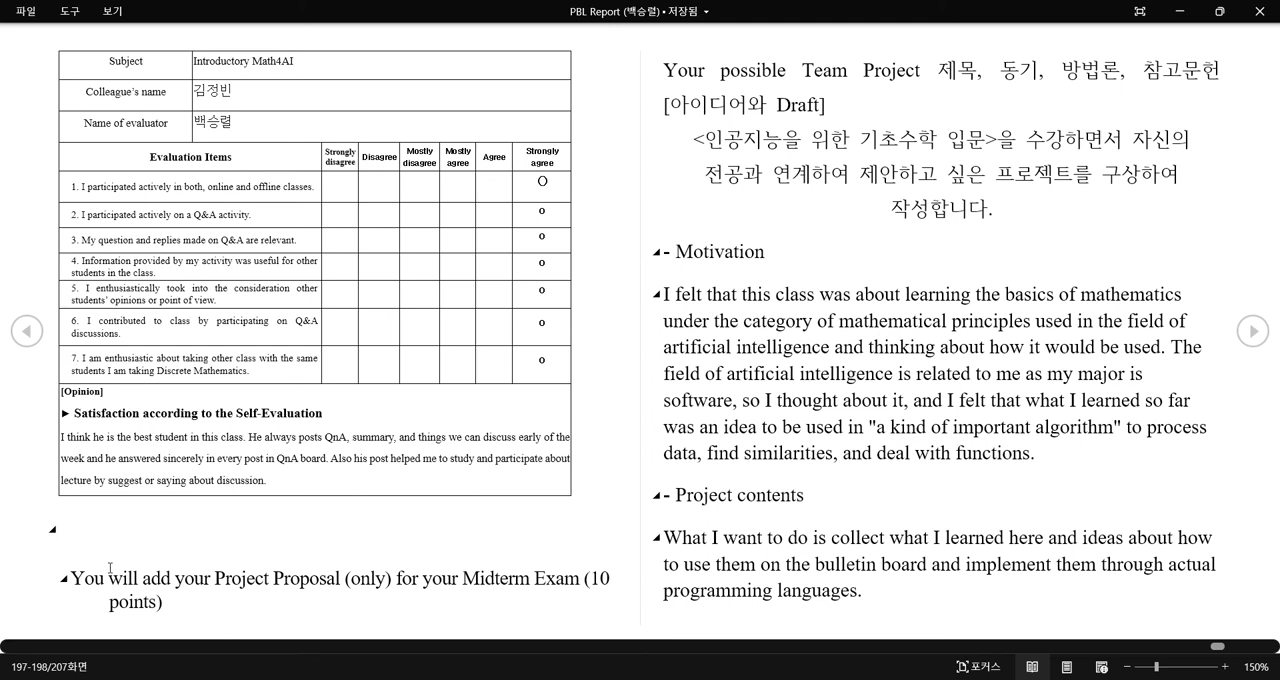 파일 도구 보기 PBL Report (백승렬) • 저장됨
Subject Introductory Math4AI
Colleague's name 김정빈
Name of evaluator 백승렬
Evaluation Items Strongly disagree Disagree Mostly disagree Mostly agree Agree Strongly agree
1. I participated actively in both, online and offline classes. O
2. I participated actively on a Q&A activity. o
3. My question and replies made on Q&A are relevant. o
4. Information provided by my activity was useful for other
students in the class. o
5. I enthusiastically took into the consideration other
students' opinions or point of view. o
6. I contributed to class by participating on Q&A
discussions. o
7. I am enthusiastic about taking other class with the same
students I am taking Discrete Mathematics. o
[Opinion]
► Satisfaction according to the Self-Evaluation
I think he is the best student in this class. He always posts QnA, summary, and things we can discuss early of the
week and he answered sincerely in every post in QnA board. Also his post helped me to study and participate about
lecture by suggest or saying about discussion.
You will add your Project Proposal (only) for your Midterm Exam (10
points)
Your possible Team Project 제목, 동기, 방법론, 참고문헌
[아이디어와 Draft]
<인공지능을 위한 기초수학 입문>을 수강하면서 자신의
전공과 연계하여 제안하고 싶은 프로젝트를 구상하여
작성합니다.
- Motivation
I felt that this class was about learning the basics of mathematics
under the category of mathematical principles used in the field of
artificial intelligence and thinking about how it would be used. The
field of artificial intelligence is related to me as my major is
software, so I thought about it, and I felt that what I learned so far
was an idea to be used in "a kind of important algorithm" to process
data, find similarities, and deal with functions.
- Project contents
What I want to do is collect what I learned here and ideas about how
to use them on the bulletin board and implement them through actual
programming languages.
197-198/207화면 포커스 150%